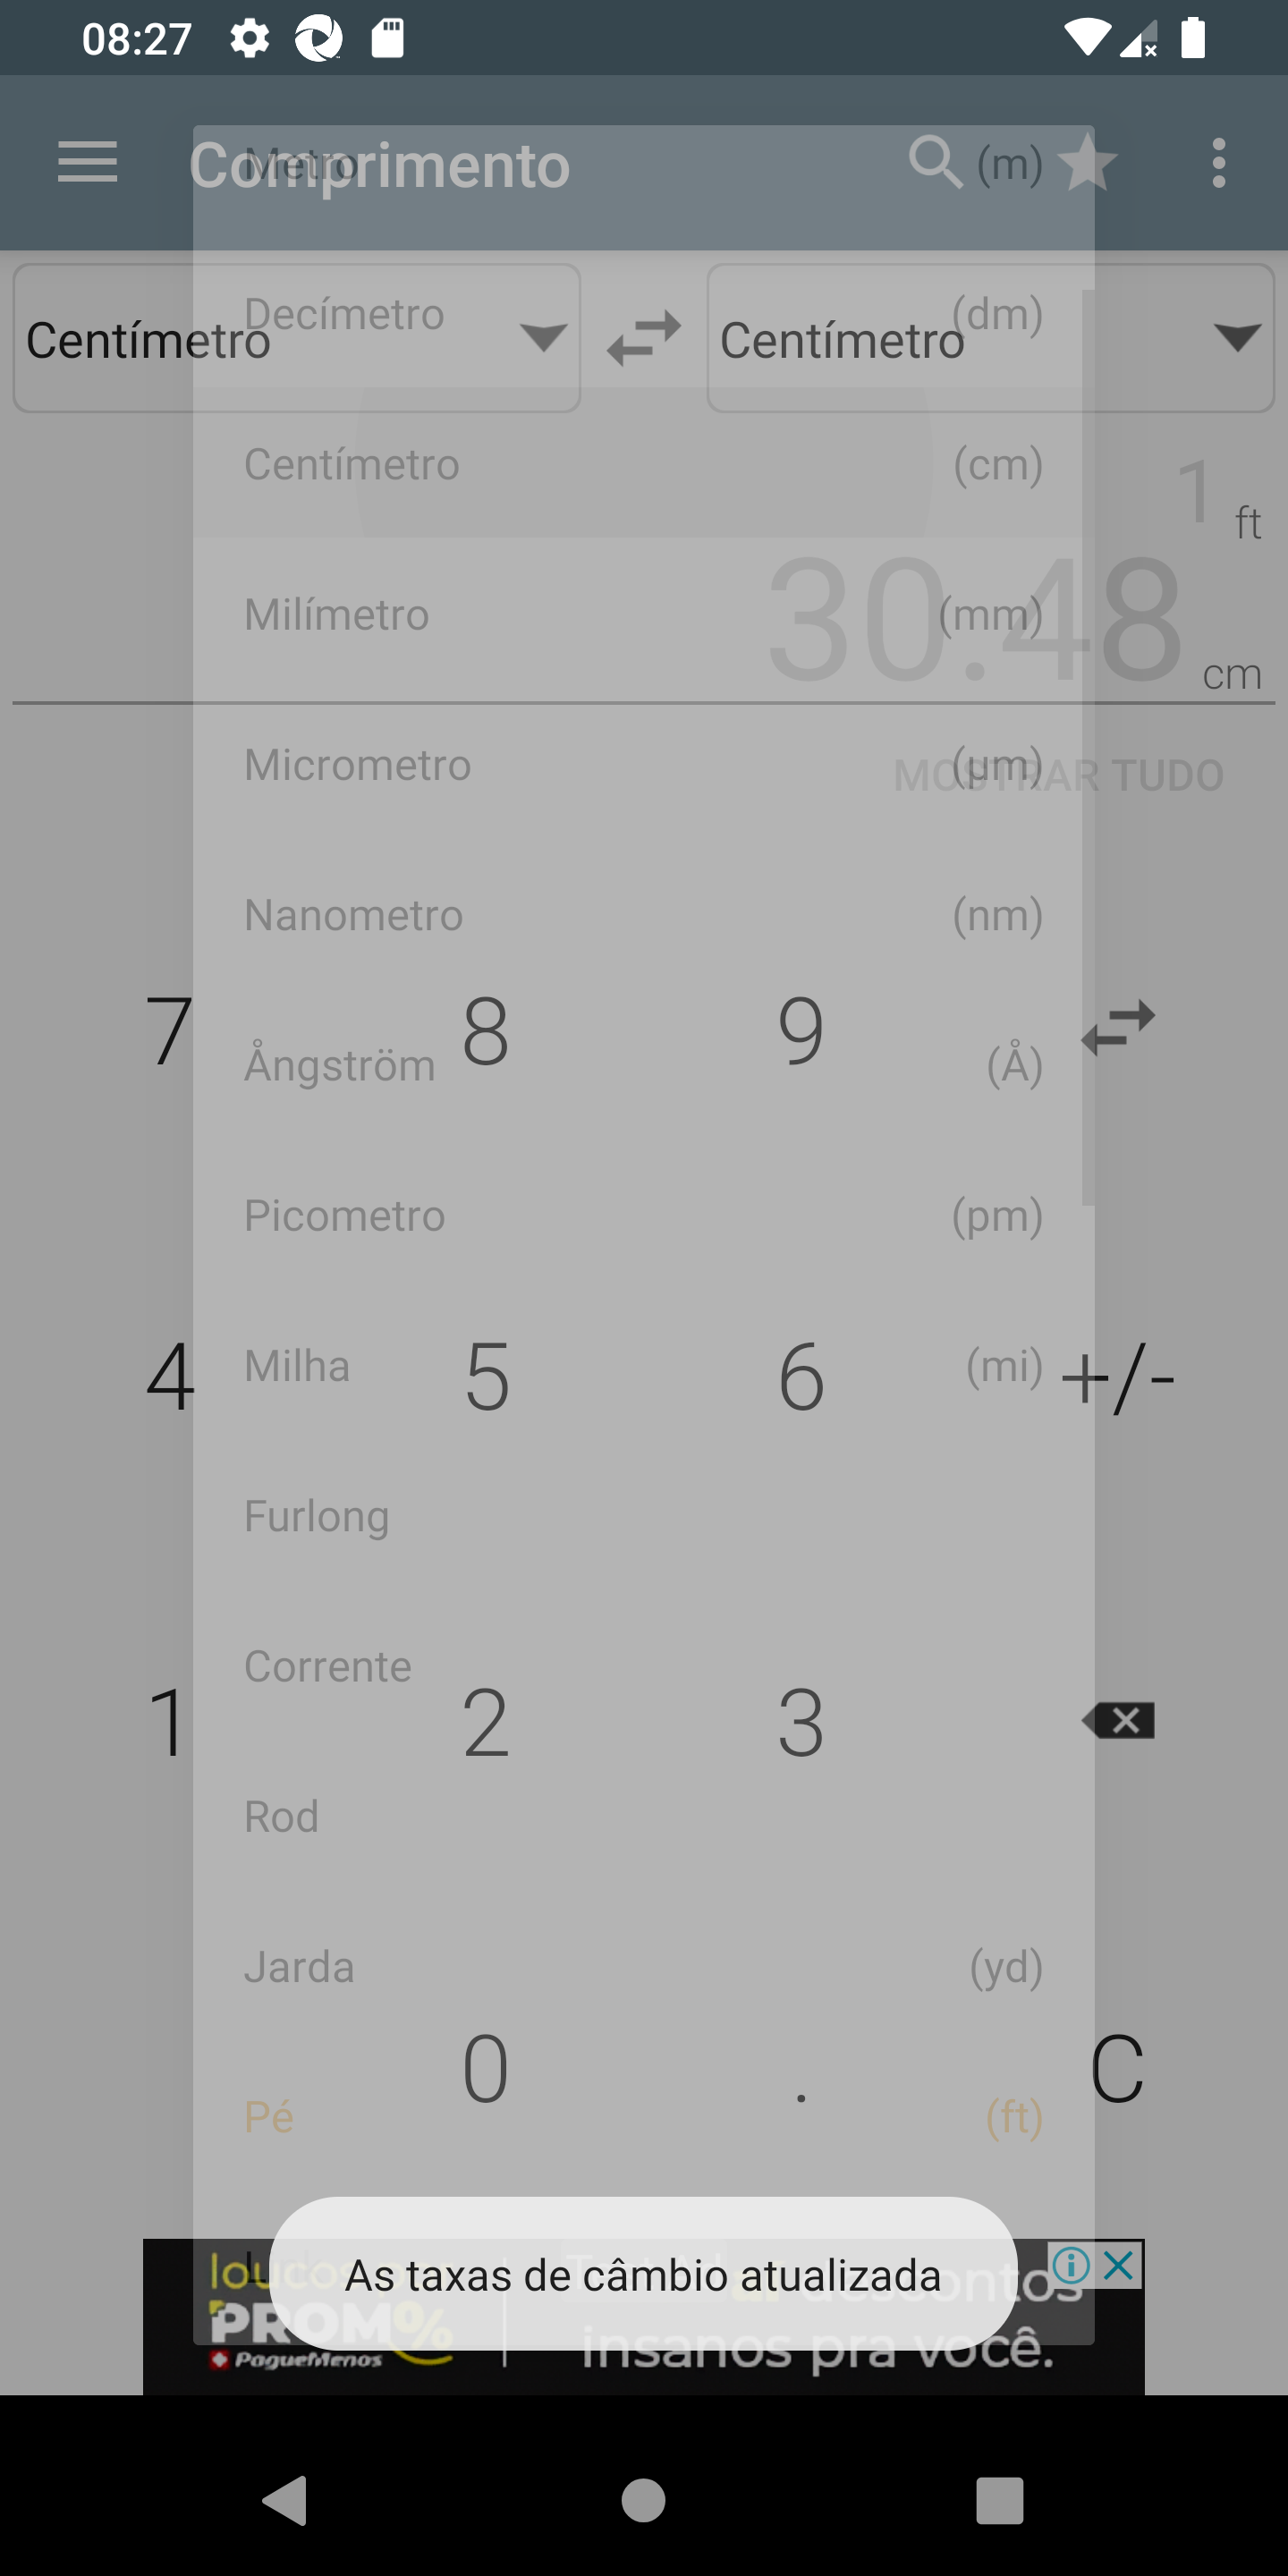 08:27
Comprimento
Metro (m)
Decímetro (dm)
Centímetro
Centímetro
Centímetro (cm)
1 ft
Milímetro (mm)
30.48 cm
Micrometro (µm)
MOSTRAR TUDO
Nanometro (nm)
7 8 9
Ångström (Å)
Picometro (pm)
Milha (mi)
4 5 6 +/-
Furlong
Corrente
1 2 3
Rod
Jarda (yd)
0 . C
Pé (ft)
As taxas de câmbio atualizada
loucos
descontos
PROM%
PagueMenos
insanos pra você.